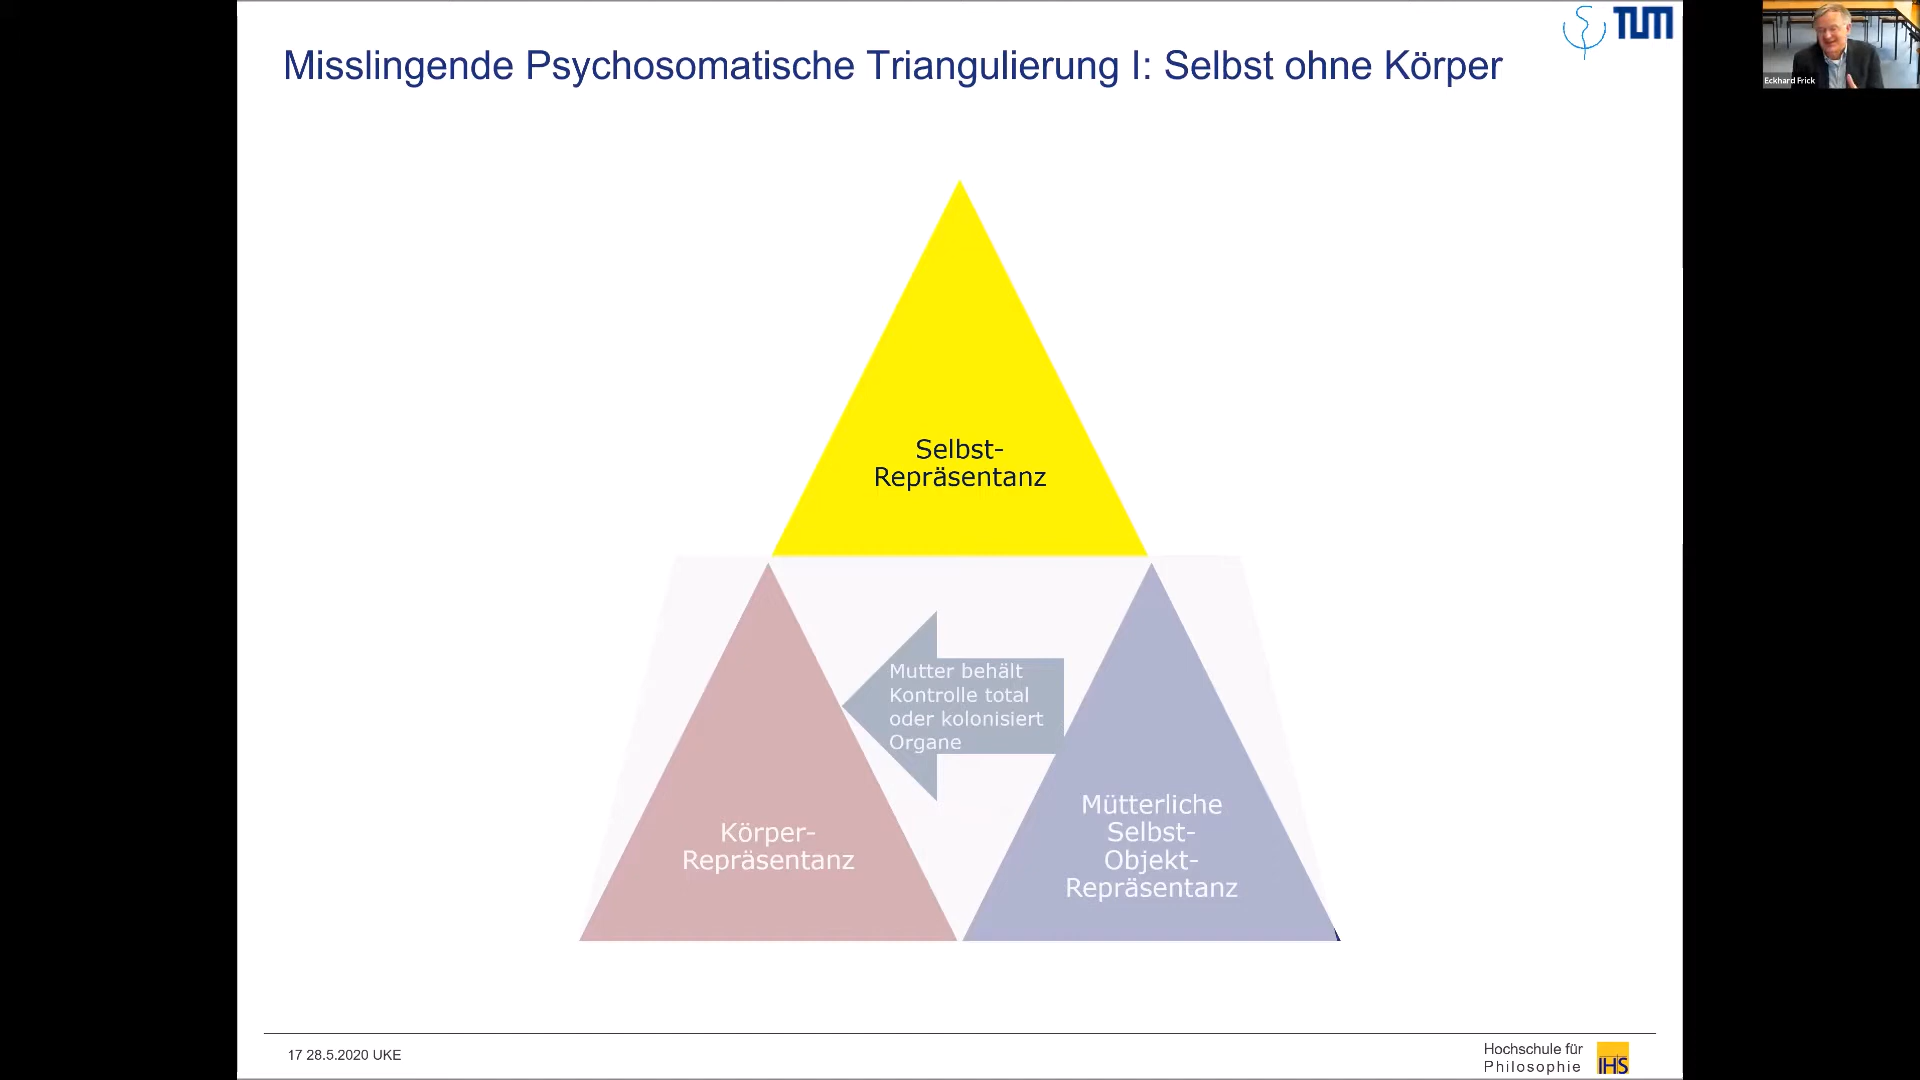 Misslingende Psychosomatische Triangulierung I: Selbst ohne Körper
TUM
Eckhard Frick
Selbst-
Repräsentanz
Mutter behält
Kontrolle total
oder kolonisiert
Organe
Körper-
Repräsentanz
Mütterliche
Selbst-
Objekt-
Repräsentanz
17 28.5.2020 UKE
Hochschule für
Philosophie
IHS